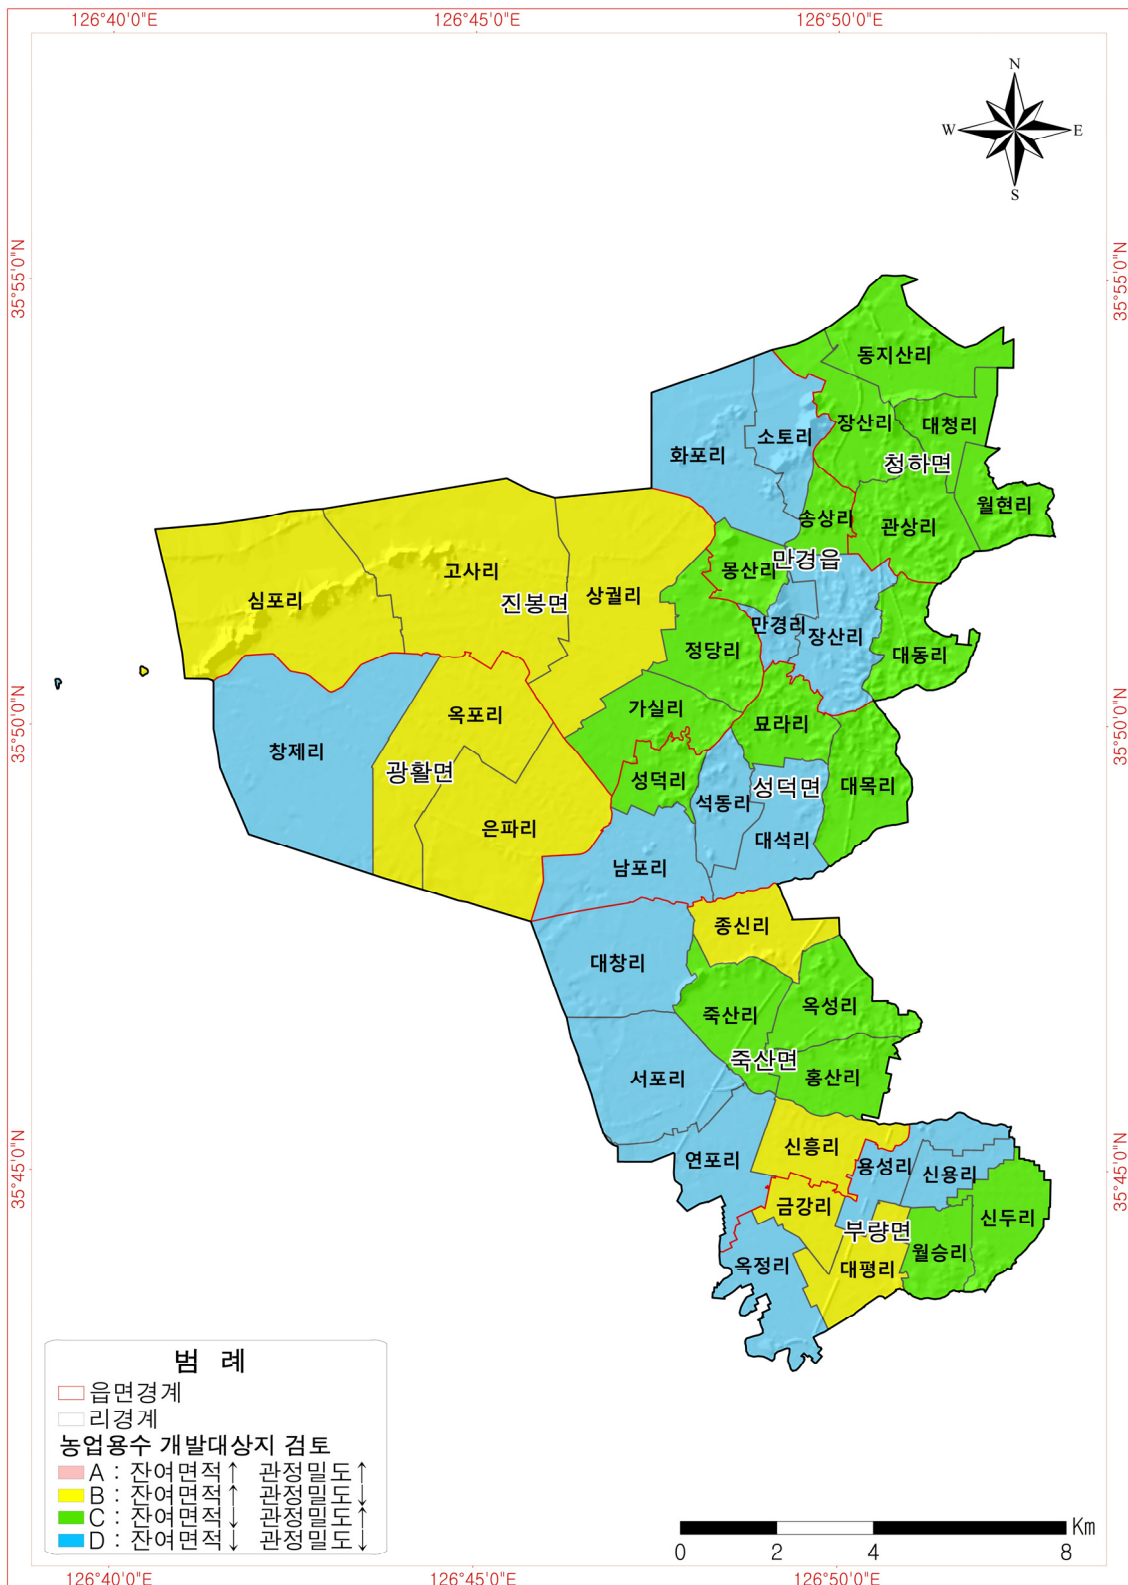 126°40'0"E 126°45'0"E 126°50'0"E
N
W E
S
35°55'0"N 35°55'0"N
동지산리
장산리 대청리
소토리
화포리 청하면
월현리
송상리 관상리
만경읍
몽산리
고사리
상궐리
심포리 진봉면
만경리 장산리
정당리 대동리
가실리
옥포리 묘라리
창제리
광활면 성덕리 성덕면 대목리
석동리
은파리 대석리
남포리
종신리
대창리
옥성리
죽산리
죽산면
서포리 홍산리
신흥리
연포리 용성리 신용리
금강리 신두리
부량면
월승리
옥정리 대평리
35°50'0"N 35°50'0"N
35°45'0"N 35°45'0"N
범 례
읍면경계
리경계
농업용수 개발대상지 검토
A : 잔여면적↑ 관정밀도↑
B : 잔여면적↑ 관정밀도↓
C : 잔여면적↓ 관정밀도↑
D : 잔여면적↓ 관정밀도↓
Km
0 2 4 8
126°40'0"E 126°45'0"E 126°50'0"E